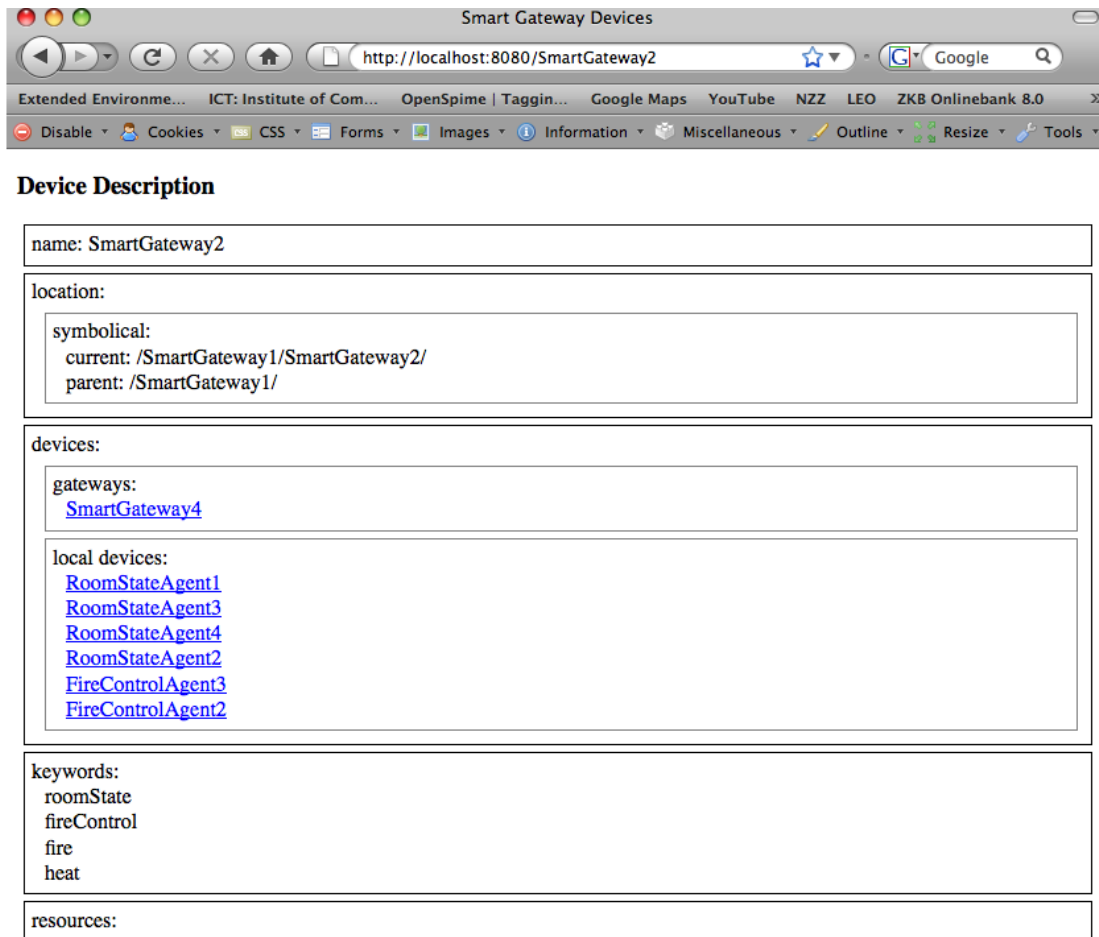 Smart Gateway Devices
http://localhost:8080/SmartGateway2
G Google
Extended Environme... ICT: Institute of Com... OpenSpime | Taggin... Google Maps YouTube NZZ LEO ZKB Onlinebank 8.0 »
Disable Cookies CSS CSS Forms Images Information Miscellaneous Outline Resize Tools
Device Description
name: SmartGateway2
location:
symbolical:
current: /SmartGateway1/SmartGateway2/
parent: /SmartGateway1/
devices:
gateways:
SmartGateway4
local devices:
RoomStateAgent1
RoomStateAgent3
RoomStateAgent4
RoomStateAgent2
FireControlAgent3
FireControlAgent2
keywords:
roomState
fireControl
fire
heat
resources: